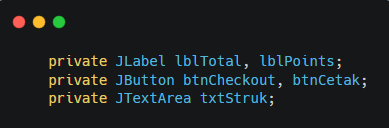 private JLabel lblTotal, lblPoints;
private JButton btnCheckout, btnCetak;
private JTextArea txtStruk;